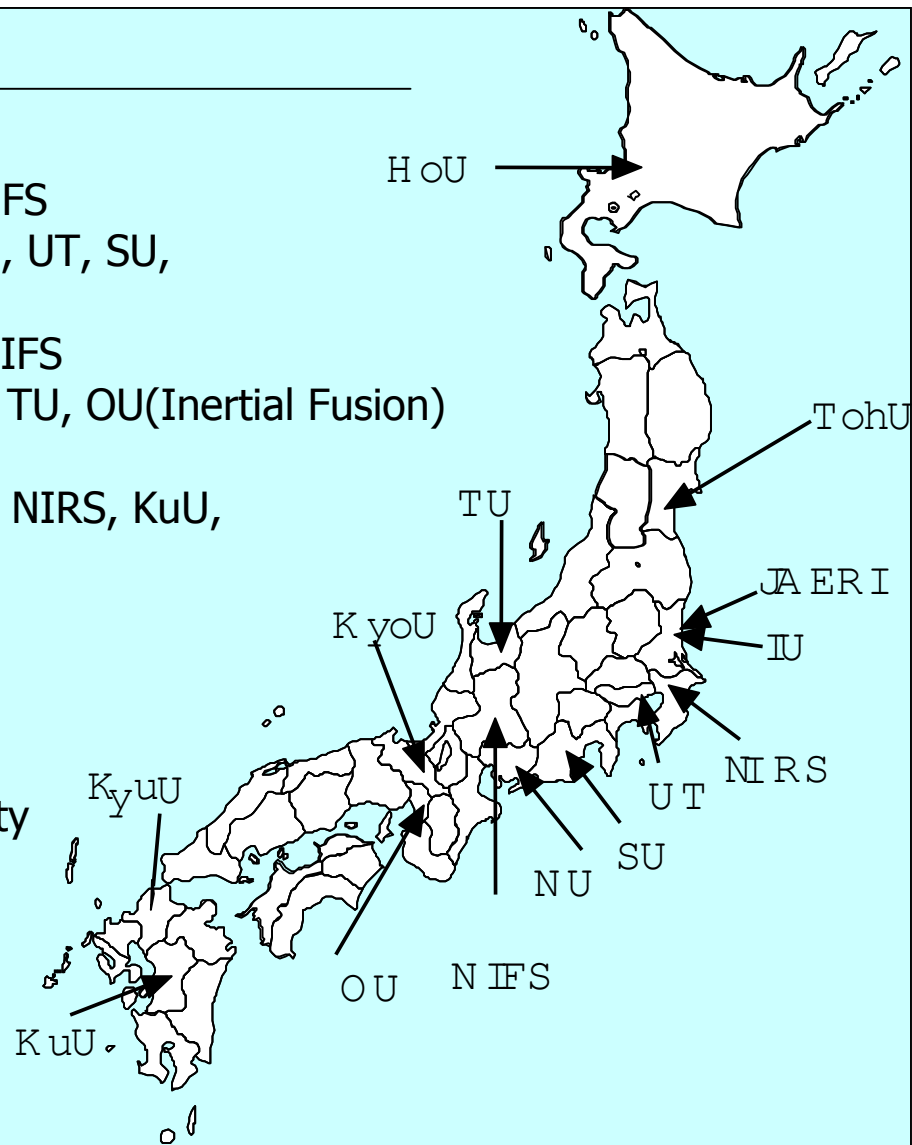 FS
, UT, SU,
IFS
TU, OU(Inertial Fusion)
NIRS, KuU,
ty
HoU
TohU
TU
JAERI
KyoU
IU
NIRS
UT
KyuU
SU
NU
OU
NIFS
KuU